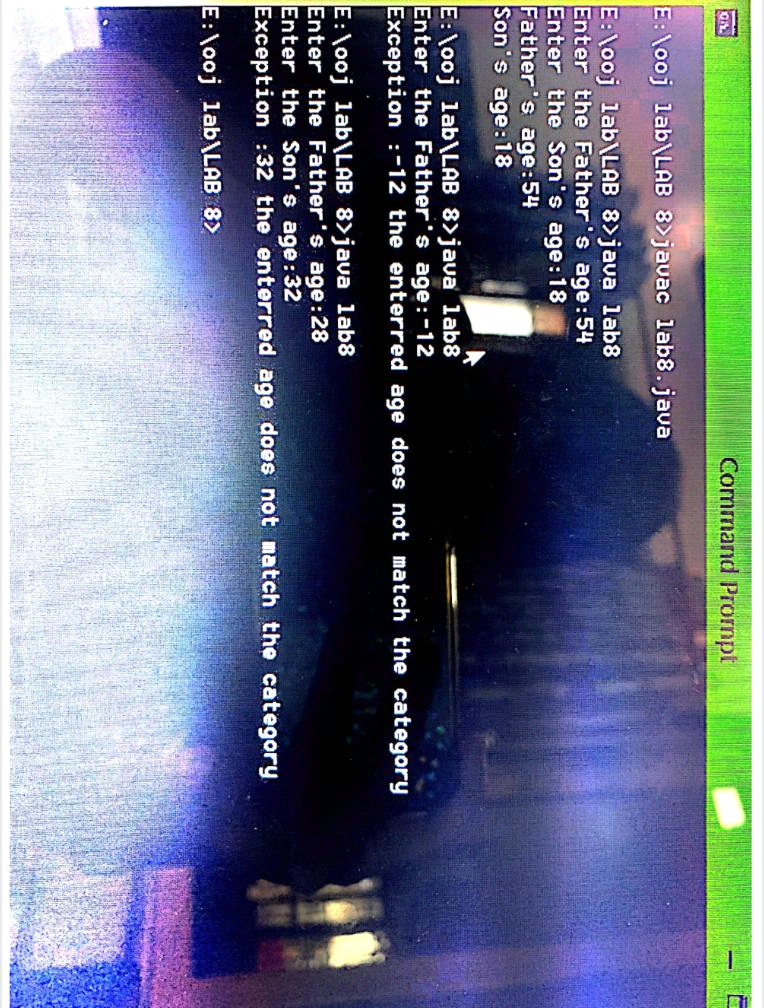 Command Prompt
E:\ooj lab\LAB 8>javac lab8.java
E:\ooj lab\LAB 8>java lab8
Enter the Father's age:54
Enter the Son's age:18
Father's age:54
Son's age:18
E:\ooj lab\LAB 8>java lab8
Enter the Father's age:-12
Exception :-12 the enterred age does not match the category
E:\ooj lab\LAB 8>java lab8
Enter the Father's age:28
Enter the Son's age:32
Exception :32 the enterred age does not match the category
E:\ooj lab\LAB 8>